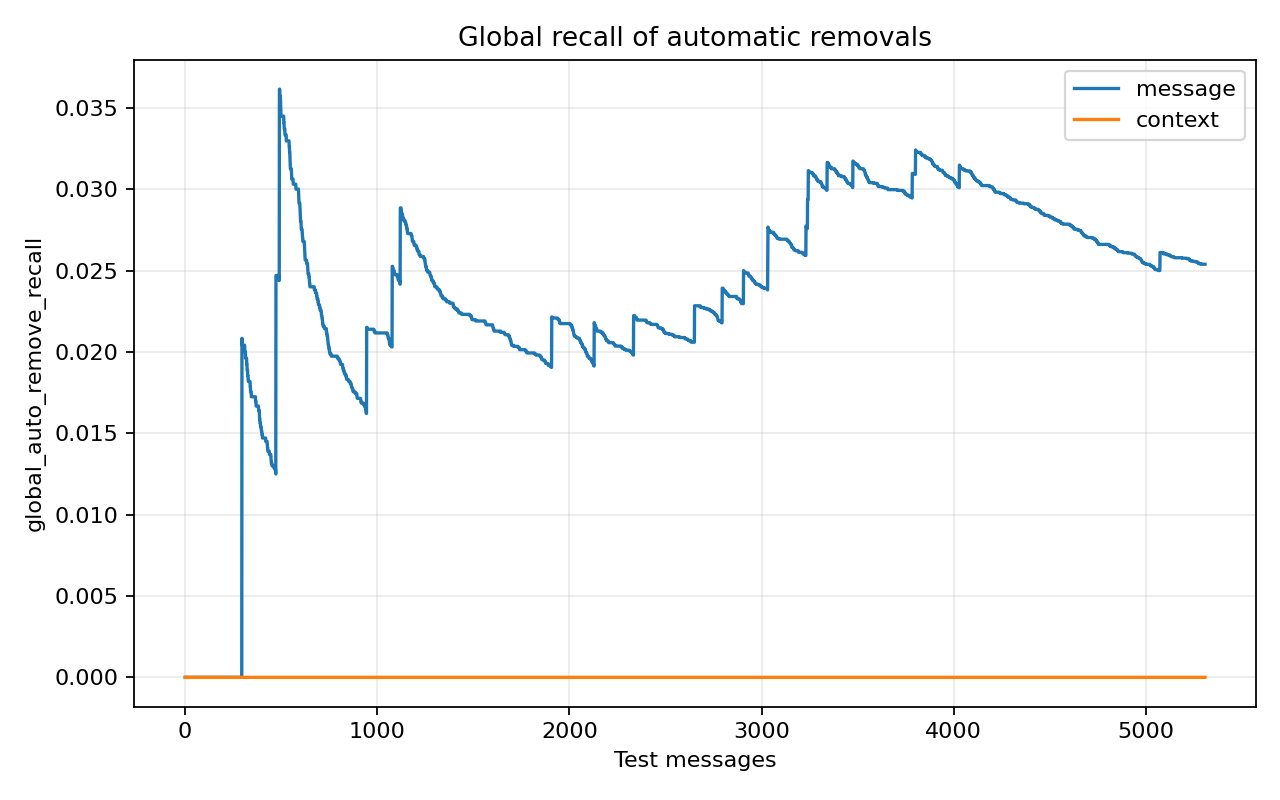 Global recall of automatic removals
message
context
global_auto_remove_recall
0.035
0.030
0.025
0.020
0.015
0.010
0.005
0.000
0 1000 2000 3000 4000 5000
Test messages